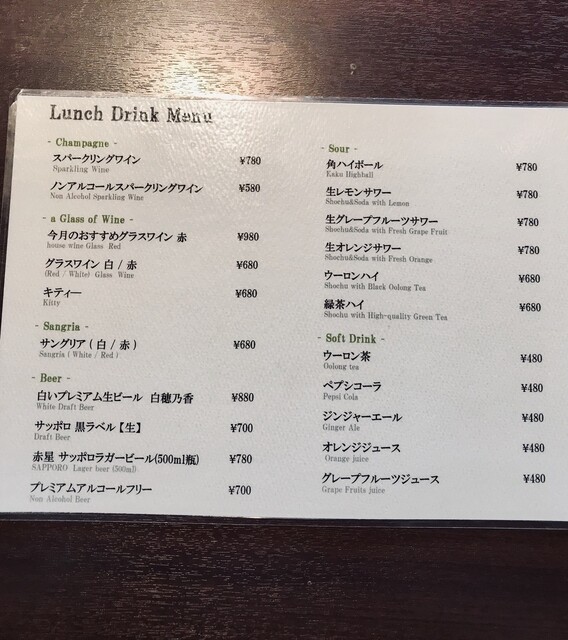 Lunch Drink Menu
- Champagne -
スパークリングワイン ¥780
Sparkling Wine
ノンアルコールスパークリングワイン ¥580
Non Alcohol Sperkling Wine
- a Glass of Wine -
今月のおすすめグラスワイン 赤 ¥980
house wine Glass Red
グラスワイン 白 / 赤 ¥680
(Red / White) Glass Wine
キティー ¥680
Kitty
- Sangria -
サングリア ( 白 / 赤 ) ¥680
Sangria ( White / Red )
- Beer -
白いプレミアム生ビール 白穂乃香 ¥880
White Draft Beer
サッポロ 黒ラベル【生】 ¥700
Draft Beer
赤星 サッポロラガービール(500ml瓶) ¥780
SAPPORO Lager beer (500ml)
プレミアムアルコールフリー ¥700
Non Alcohol Beer
- Sour -
角ハイボール ¥780
Kaku Highball
生レモンサワー ¥780
Shochu&Soda with Lemon
生グレープフルーツサワー ¥780
Shochu&Soda with Fresh Grape Fruit
生オレンジサワー ¥780
Shochu&Soda with Fresh Orange
ウーロンハイ ¥680
Shochu with Black Oolong Tea
緑茶ハイ ¥680
Shochu with High-quality Green Tea
- Soft Drink -
ウーロン茶 ¥480
Oolong tea
ペプシコーラ ¥480
Pepsi Cola
ジンジャーエール ¥480
Ginger Ale
オレンジジュース ¥480
Orange juice
グレープフルーツジュース ¥480
Grape Fruits juice